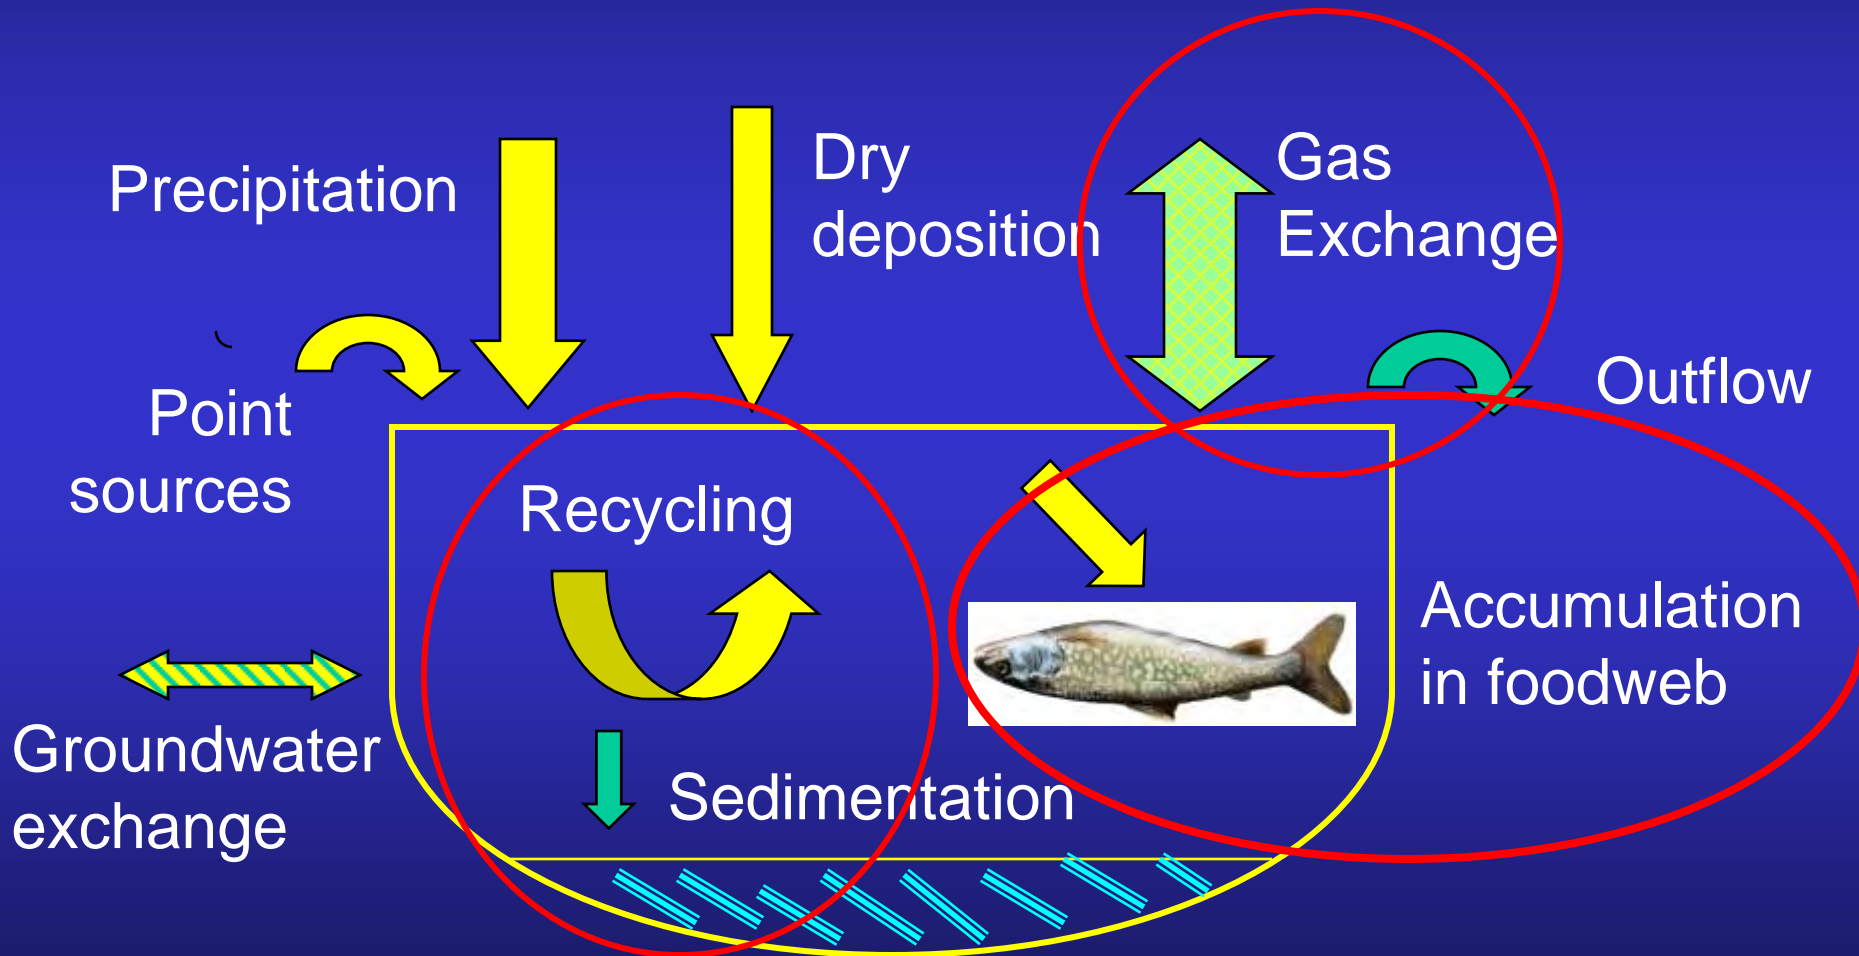 Precipitation
Dry
deposition
Gas
Exchange
Point
sources
Outflow
Recycling
Accumulation
in foodweb
Groundwater
exchange
Sedimentation